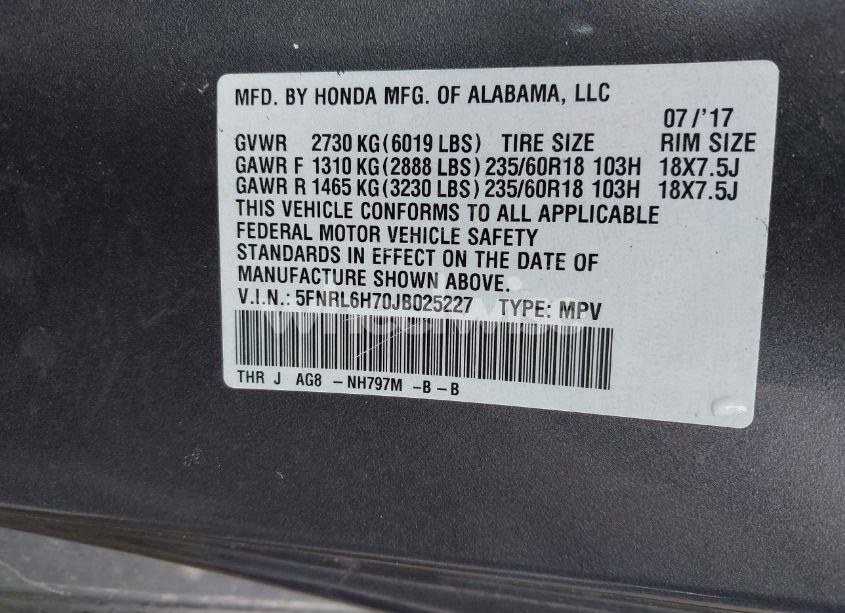 MFD. BY HONDA MFG. OF ALABAMA, LLC
07/'17
GVWR 2730 KG(6019 LBS) TIRE SIZE RIM SIZE
GAWR F 1310 KG(2888 LBS) 235/60R18 103H 18X7.5J
GAWR R 1465 KG(3230 LBS) 235/60R18 103H 18X7.5J
THIS VEHICLE CONFORMS TO ALL APPLICABLE
FEDERAL MOTOR VEHICLE SAFETY
STANDARDS IN EFFECT ON THE DATE OF
MANUFACTURE SHOWN ABOVE.
V.I.N.: 5FNRL6H70JB025227 TYPE: MPV
THR J AG8 -NH797M -B-B